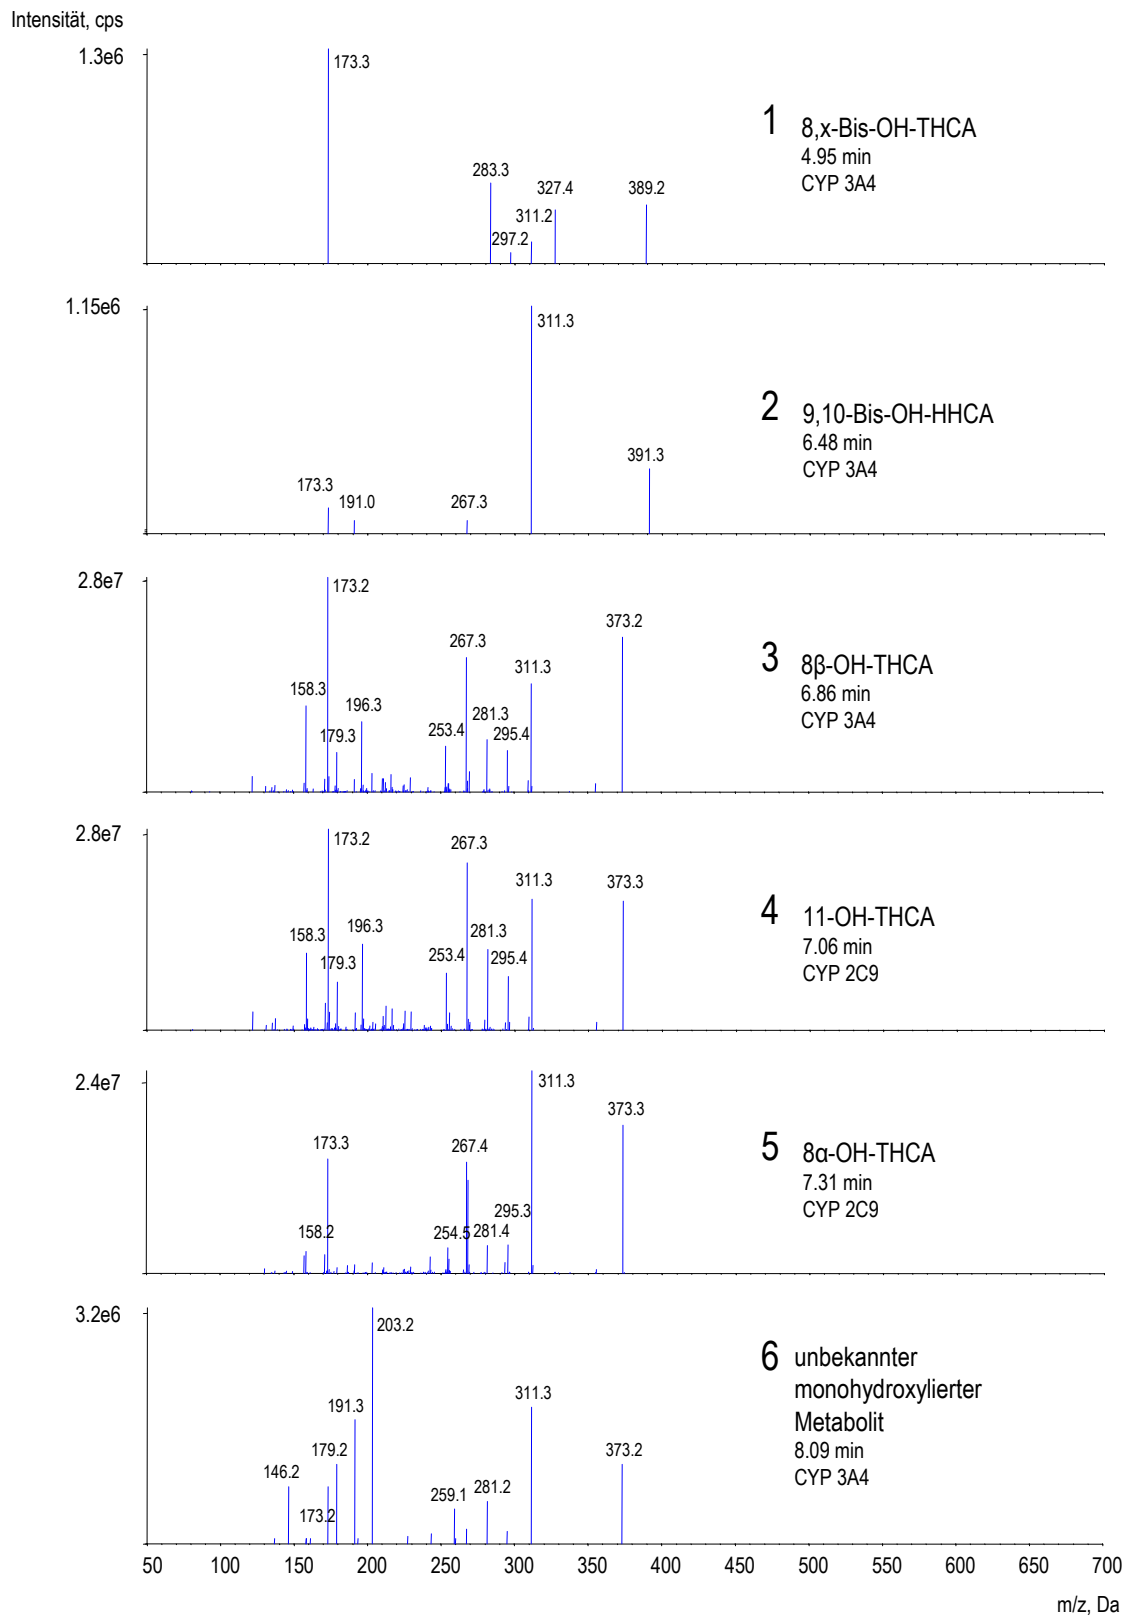 Intensität, cps
1.3e6
173.3
283.3
297.2
311.2
327.4
389.2
1 8,x-Bis-OH-THCA
4.95 min
CYP 3A4
1.15e6
173.3
191.0
267.3
311.3
391.3
2 9,10-Bis-OH-HHCA
6.48 min
CYP 3A4
2.8e7
158.3
173.2
179.3
196.3
253.4
267.3
281.3
295.4
311.3
373.2
3 8β-OH-THCA
6.86 min
CYP 3A4
2.8e7
158.3
173.2
179.3
196.3
253.4
267.3
281.3
295.4
311.3
373.3
4 11-OH-THCA
7.06 min
CYP 2C9
2.4e7
158.2
173.3
254.5
267.4
281.4
295.3
311.3
373.3
5 8α-OH-THCA
7.31 min
CYP 2C9
3.2e6
146.2
173.2
179.2
191.3
203.2
259.1
281.2
311.3
373.2
6 unbekannter
monohydroxylierter
Metabolit
8.09 min
CYP 3A4
50 100 150 200 250 300 350 400 450 500 550 600 650 700
m/z, Da